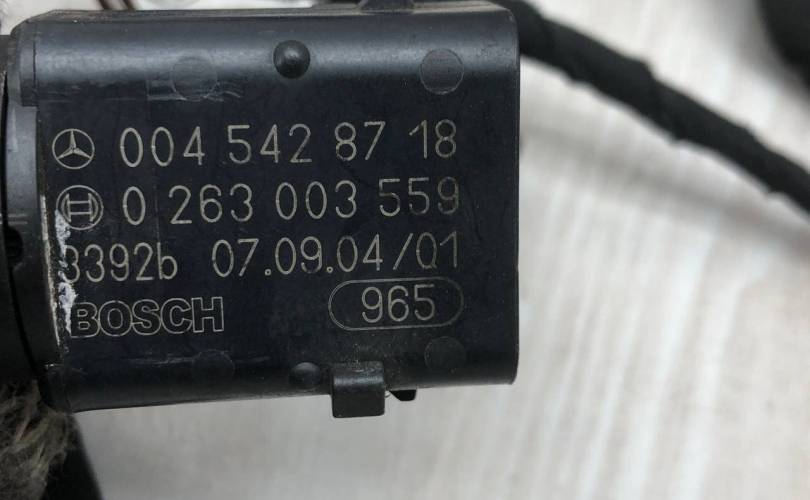 004 542 87 18
0 263 003 559
3392b 07.09.04/01
BOSCH 965